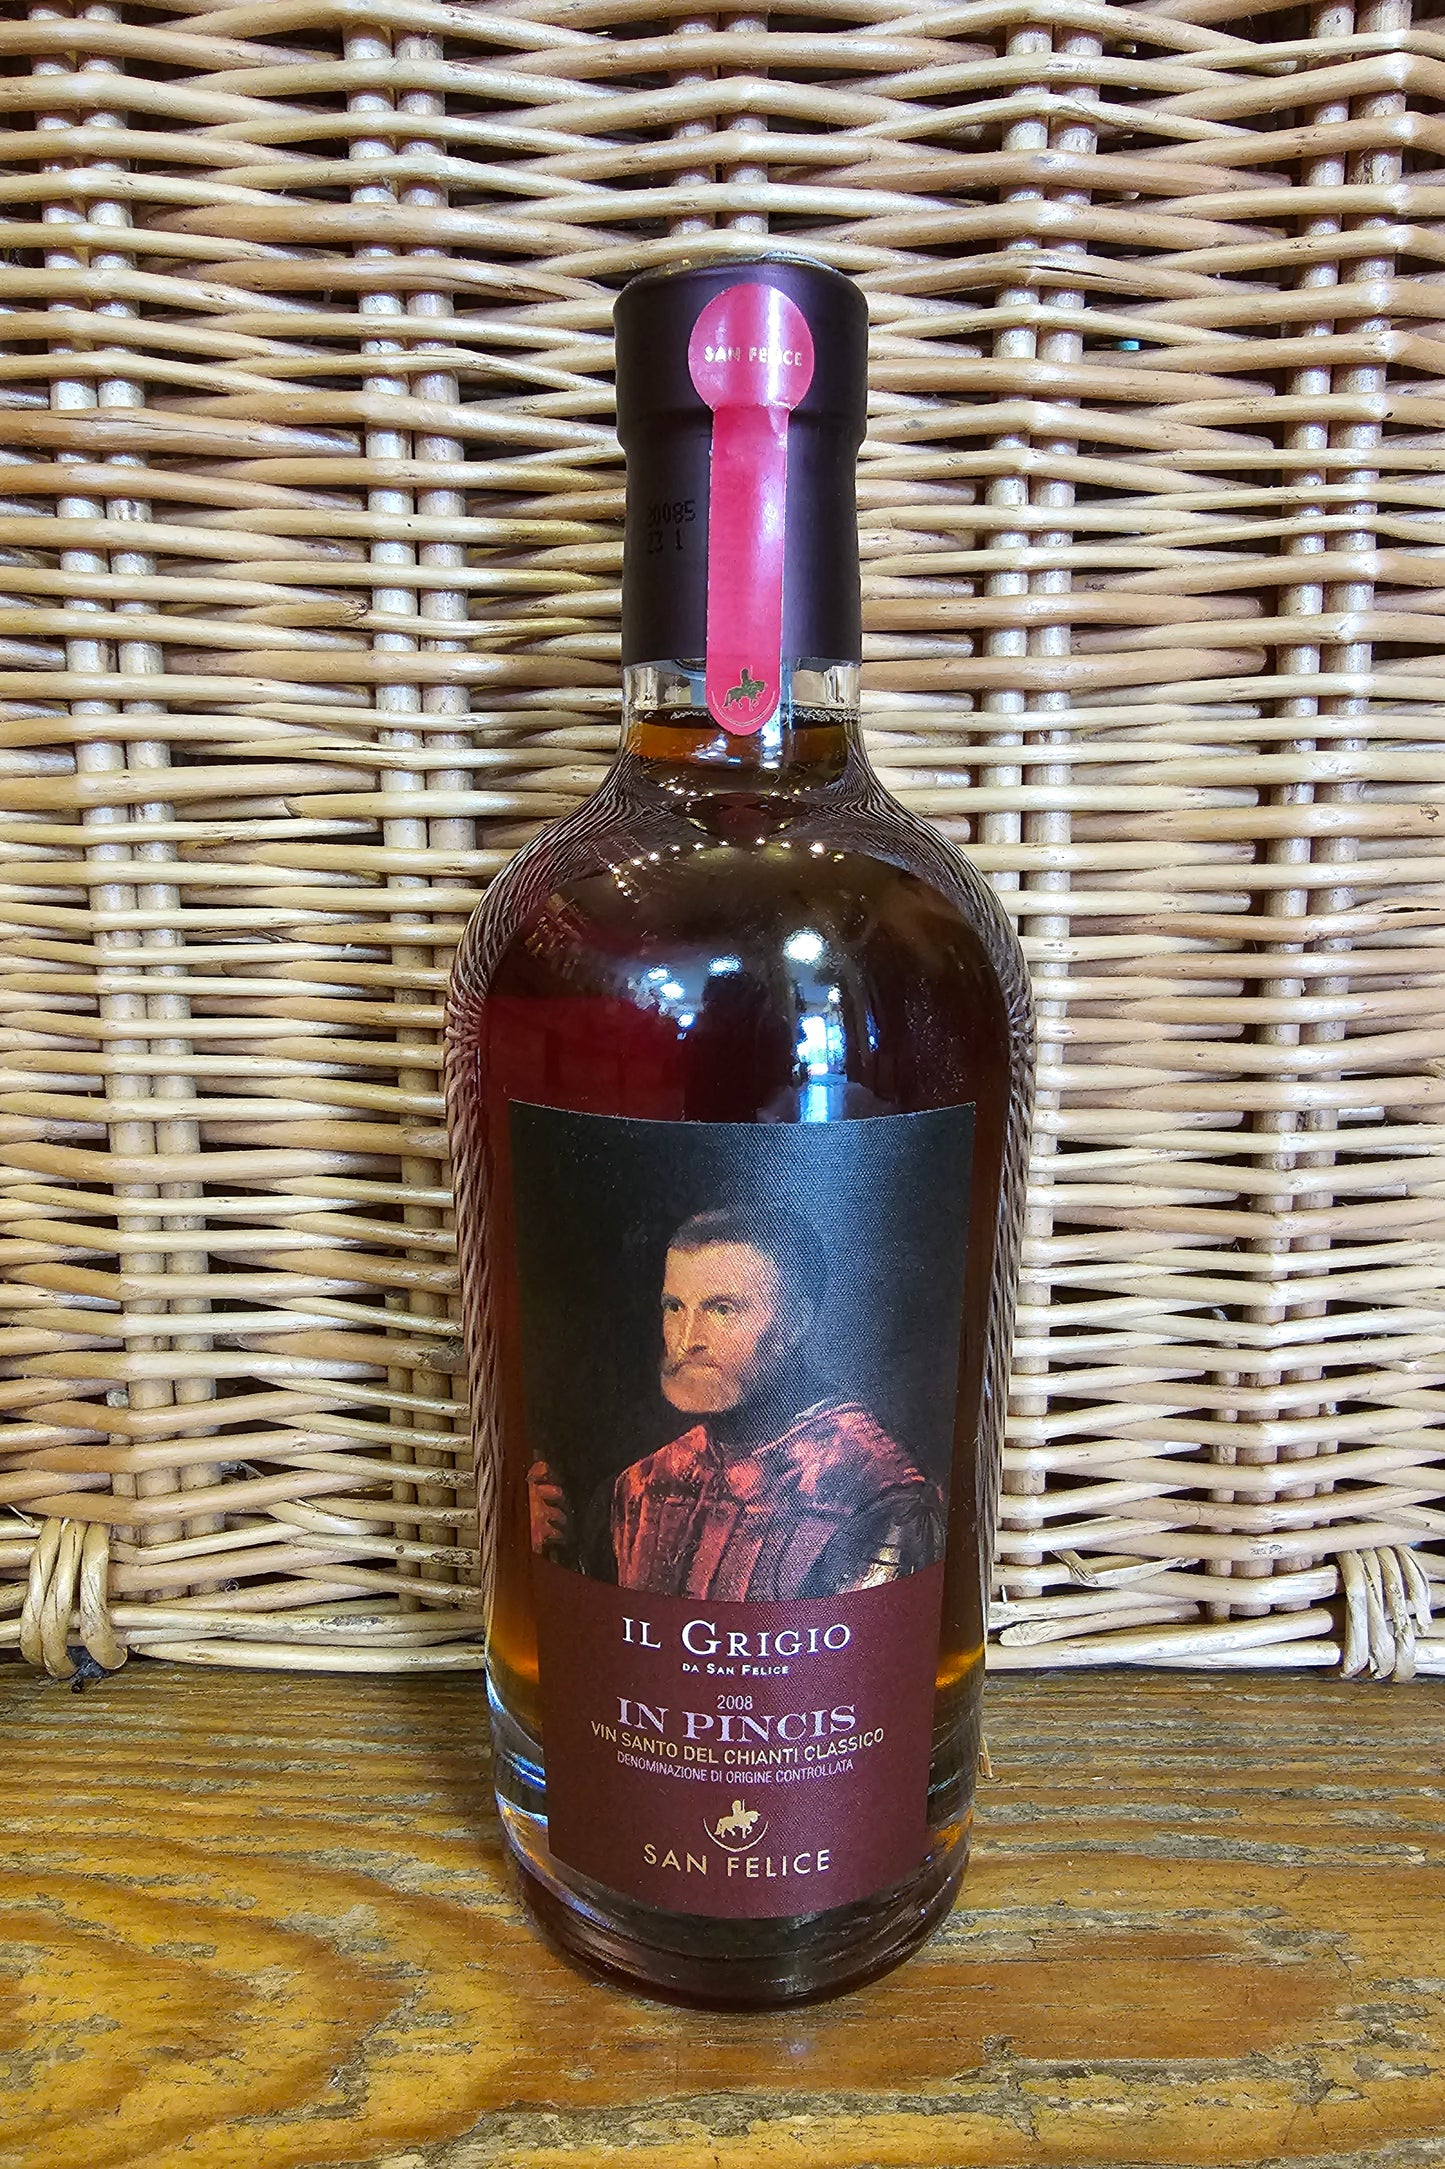 SAN FELICE
IL GRIGIO
DA SAN FELICE
2008
IN PINCIS
VIN SANTO DEL CHIANTI CLASSICO
DENOMINAZIONE DI ORIGINE CONTROLLATA
SAN FELICE